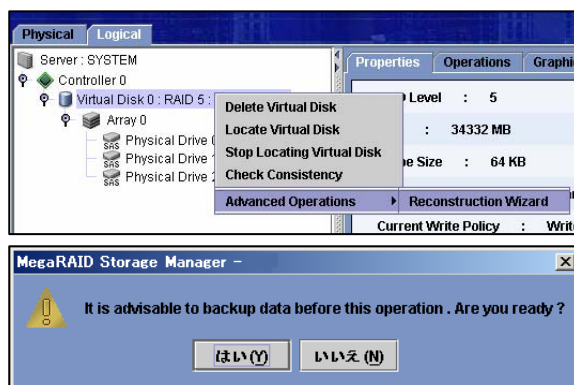 Physical Logical
Server : SYSTEM
Controller 0
Virtual Disk 0 : RAID 5 :
Array 0
SAS Physical Drive
SAS Physical Drive
SAS Physical Drive
Delete Virtual Disk
Locate Virtual Disk
Stop Locating Virtual Disk
Check Consistency
Advanced Operations
Reconstruction Wizard
Properties Operations
Level : 5
: 34332 MB
Size : 64 KB
Current Write Policy :
MegaRAID Storage Manager -
It is advisable to backup data before this operation . Are you ready ?
はい(Y) いいえ(N)